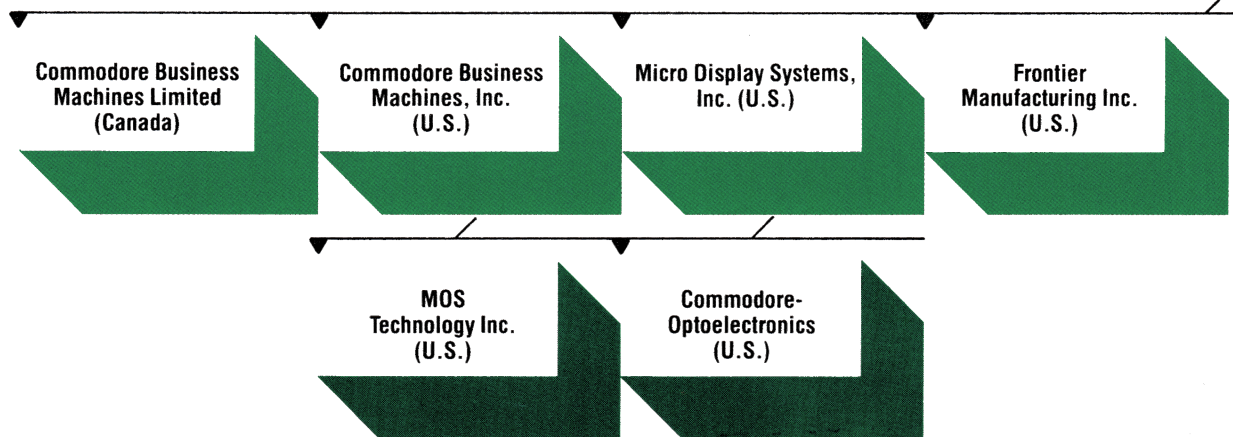 Commodore Business
Machines Limited
(Canada)
Commodore Business
Machines, Inc.
(U.S.)
Micro Display Systems,
Inc. (U.S.)
Frontier
Manufacturing Inc.
(U.S.)
MOS
Technology Inc.
(U.S.)
Commodore-
Optoelectronics
(U.S.)